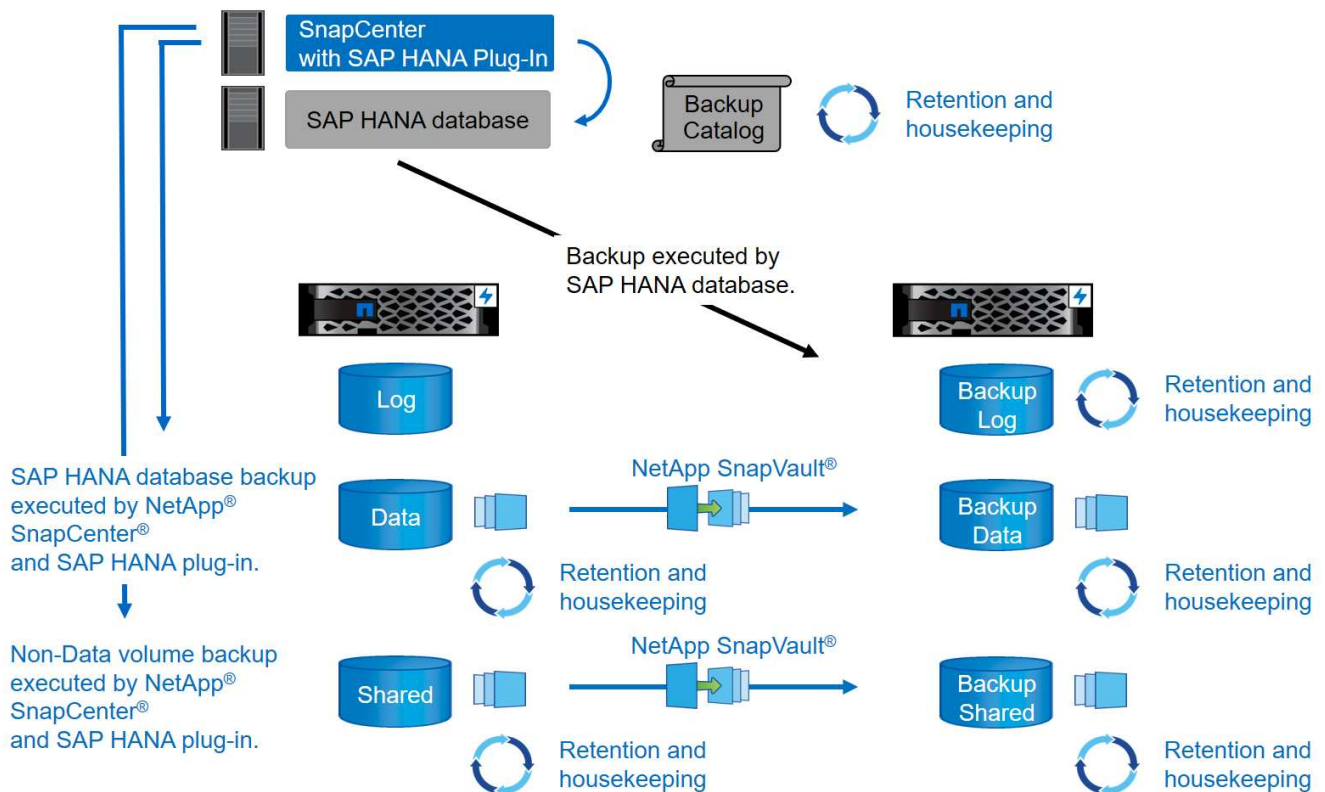 SnapCenter
with SAP HANA Plug-In
SAP HANA database
Backup
Catalog
Retention and
housekeeping
Backup executed by
SAP HANA database.
Log
Backup
Log
Retention and
housekeeping
SAP HANA database backup
executed by NetApp®
SnapCenter®
and SAP HANA plug-in.
Data
NetApp SnapVault®
Backup
Data
Retention and
housekeeping
Retention and
housekeeping
Non-Data volume backup
executed by NetApp®
SnapCenter®
and SAP HANA plug-in.
Shared
NetApp SnapVault®
Backup
Shared
Retention and
housekeeping
Retention and
housekeeping